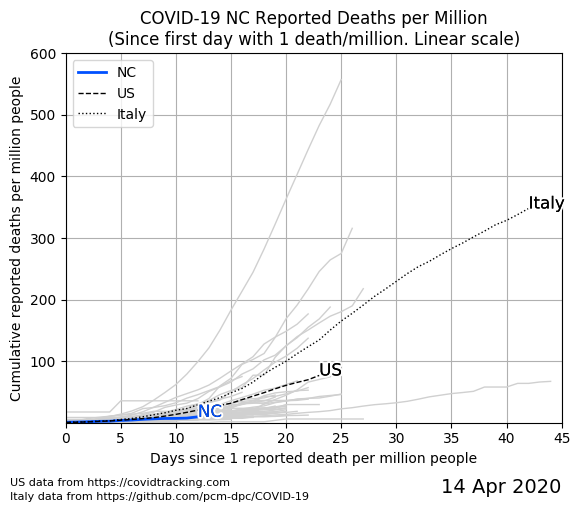 COVID-19 NC Reported Deaths per Million
(Since first day with 1 death/million. Linear scale)
Cumulative reported deaths per million people
600
500
400
300
200
100
NC
US
Italy
Italy
US
NC
0 5 10 15 20 25 30 35 40 45
Days since 1 reported death per million people
US data from https://covidtracking.com
Italy data from https://github.com/pcm-dpc/COVID-19
14 Apr 2020